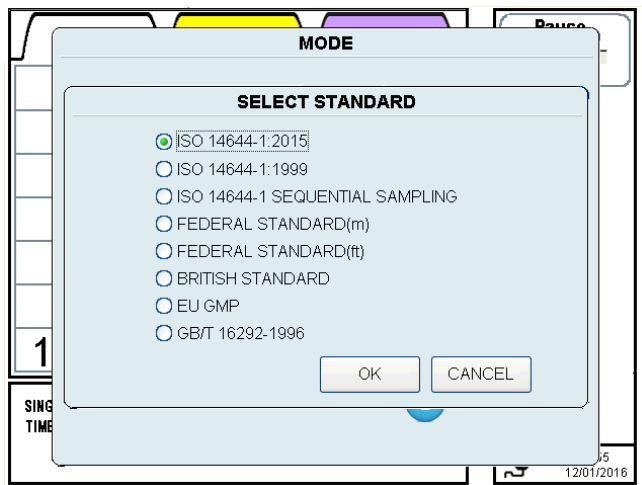 Pause
MODE
SELECT STANDARD
ISO 14644-1:2015
ISO 14644-1:1999
ISO 14644-1 SEQUENTIAL SAMPLING
FEDERAL STANDARD(m)
FEDERAL STANDARD(ft)
BRITISH STANDARD
EU GMP
GB/T 16292-1996
OK CANCEL
1
SING
TIME
55
12/01/2016